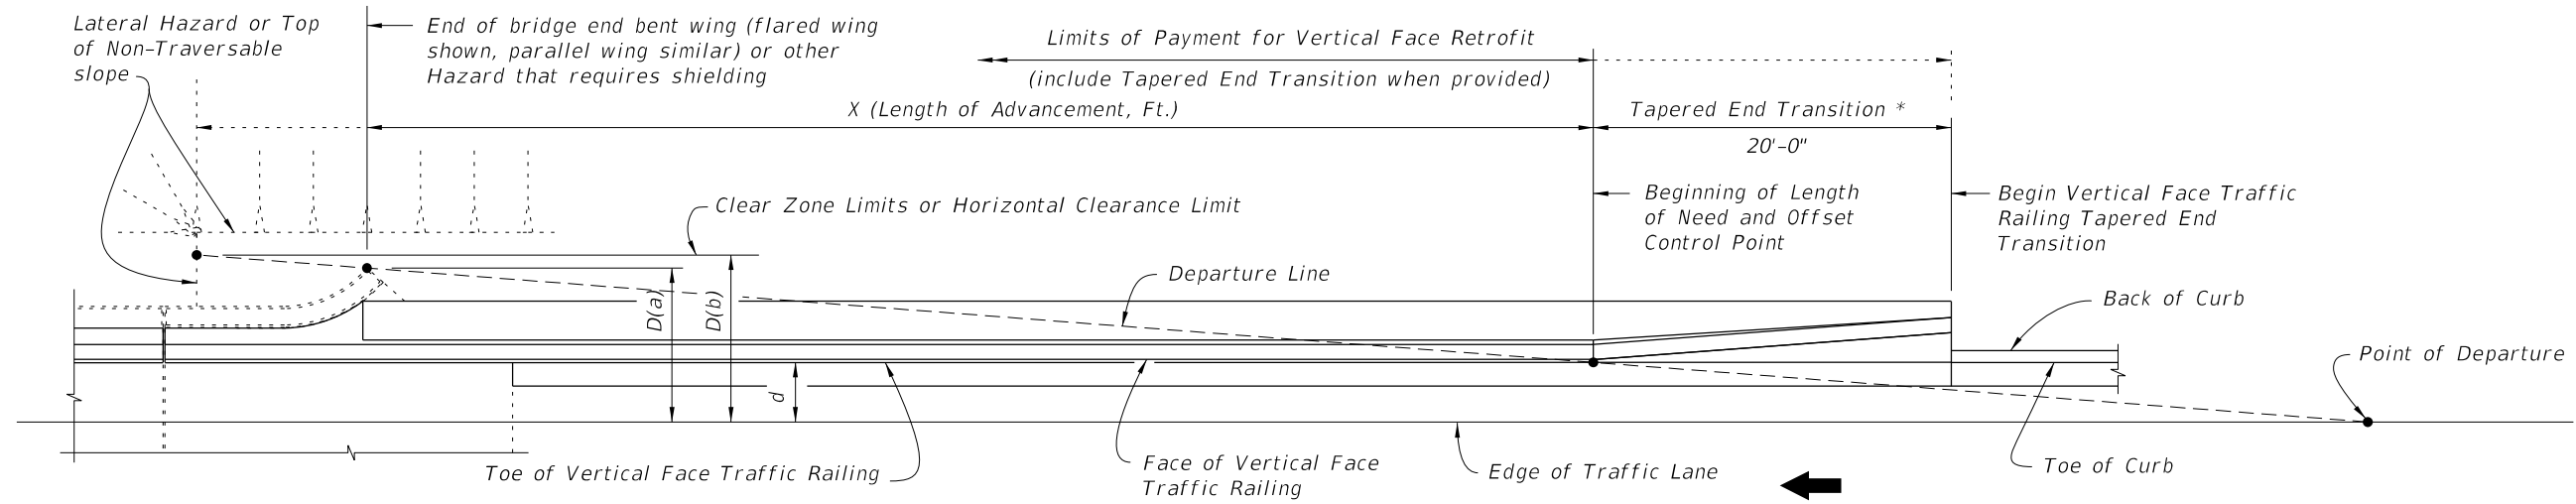 Lateral Hazard or Top
of Non-Traversable
slope
End of bridge end bent wing (flared wing
shown, parallel wing similar) or other
Hazard that requires shielding
Limits of Payment for Vertical Face Retrofit
(include Tapered End Transition when provided)
X (Length of Advancement, Ft.)
Tapered End Transition *
20'-0"
Clear Zone Limits or Horizontal Clearance Limit
Beginning of Length
of Need and Offset
Control Point
Begin Vertical Face Traffic
Railing Tapered End
Transition
Departure Line
Back of Curb
D(a)
D(b)
d
Point of Departure
Toe of Vertical Face Traffic Railing
Face of Vertical Face
Traffic Railing
Edge of Traffic Lane
Toe of Curb